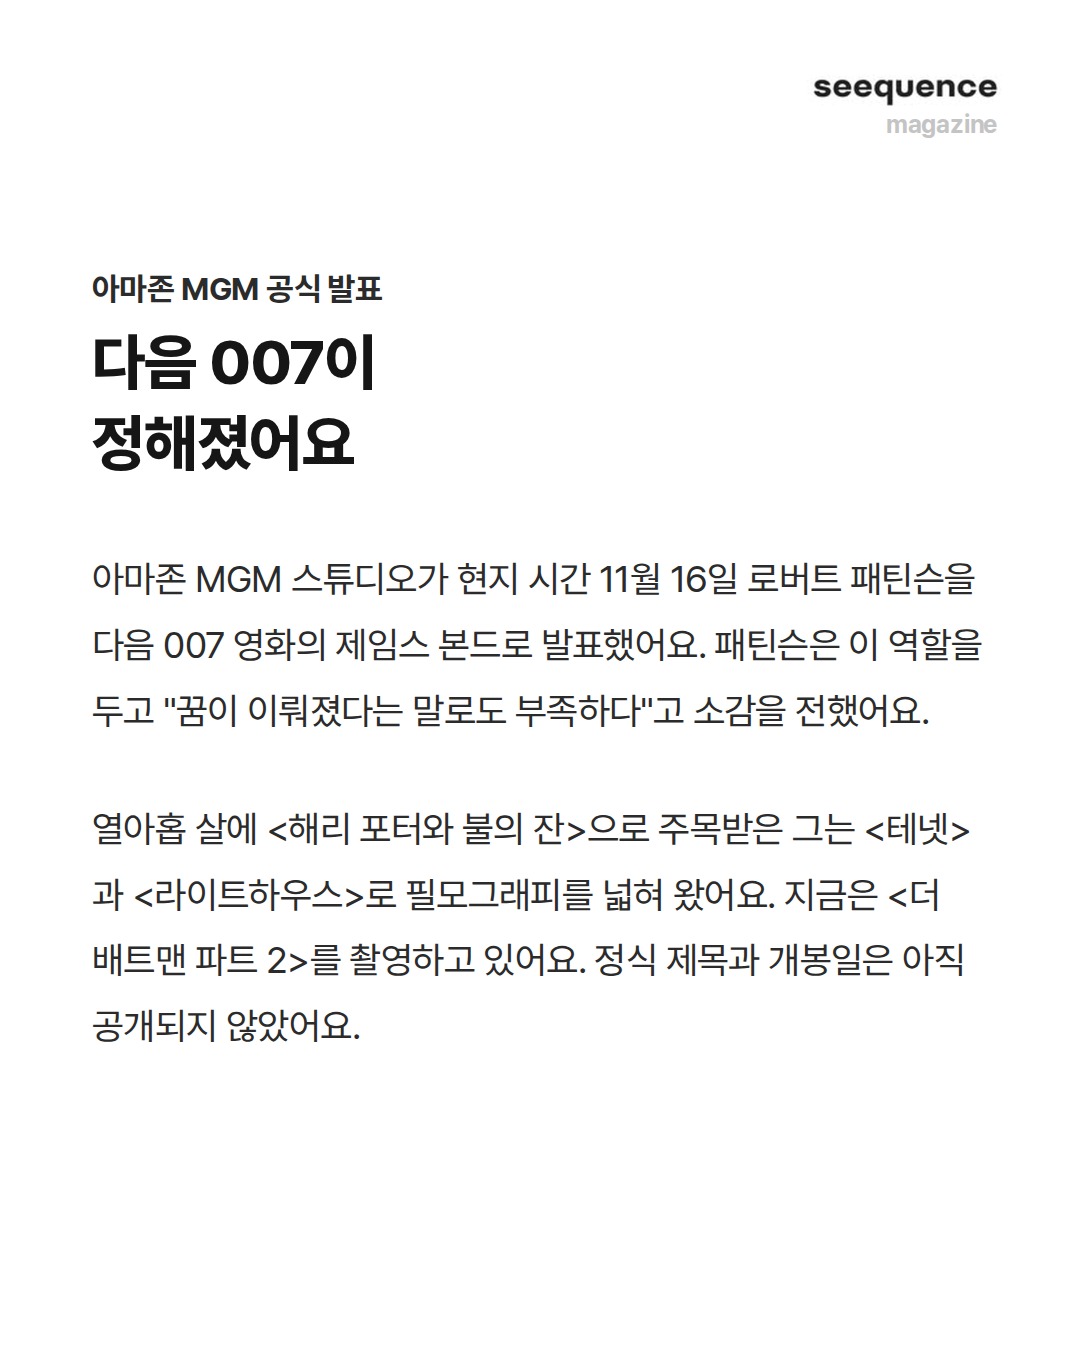 seequence
magazine
아마존 MGM 공식 발표
다음 007이
정해졌어요
아마존 MGM 스튜디오가 현지 시간 11월 16일 로버트 패틴슨을
다음 007 영화의 제임스 본드로 발표했어요. 패틴슨은 이 역할을
두고 "꿈이 이뤄졌다는 말로도 부족하다"고 소감을 전했어요.
열아홉 살에 <해리 포터와 불의 잔>으로 주목받은 그는 <테넷>
과 <라이트하우스>로 필모그래피를 넓혀 왔어요. 지금은 <더
배트맨 파트 2>를 촬영하고 있어요. 정식 제목과 개봉일은 아직
공개되지 않았어요.